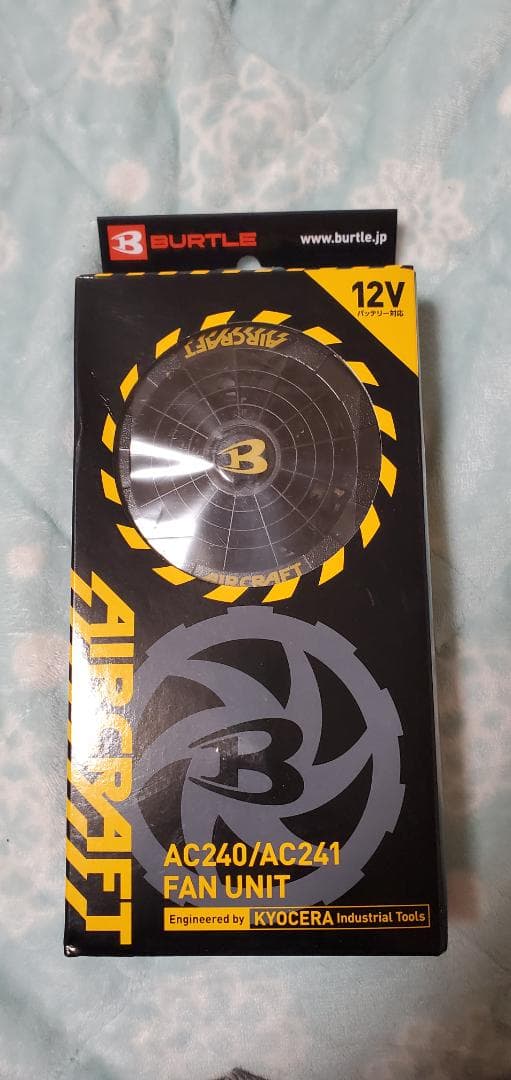 BURTLE www.burtle.jp
12V
バッテリー対応
AIRCRAFT
B
AIRCRAFT
AIRCRAFT
B
AC240/AC241
FAN UNIT
Engineered by KYOCERA Industrial Tools